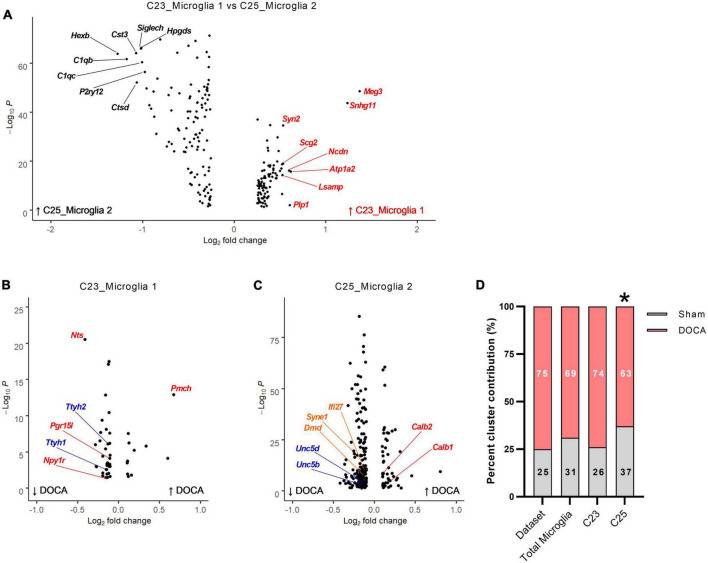 C23_Microglia 1 vs C25_Microglia 2
A
−Log10 P
60
40
20
0
Hexb
Cst3
Siglech
Hpgds
C1qb
C1qc
P2ry12
Ctsd
Meg3
Snhg11
Syn2
Scg2
Ncdn
Atp1a2
Lsamp
Plp1
↑ C25_Microglia 2
↑ C23_Microglia 1
-2 -1 0 1 2
Log2 fold change
B
C23_Microglia 1
−Log10 P
25
20
15
10
5
0
Nts
Pmch
Ttyh2
Pgr15l
Ttyh1
Npy1r
↓ DOCA
↑ DOCA
-1.0 -0.5 0.0 0.5 1.0
Log2 fold change
C
C25_Microglia 2
−Log10 P
100
80
60
40
20
0
Ifi27
Syne1
Dmd
Unc5d
Unc5b
Calb2
Calb1
↓ DOCA
↑ DOCA
-1.0 -0.5 0.0 0.5 1.0
Log2 fold change
D
Percent cluster contribution (%)
100
75
50
25
0
*
75 69 74 63
25 31 26 37
Dataset
Total Microglia
C23
C25
Sham
DOCA